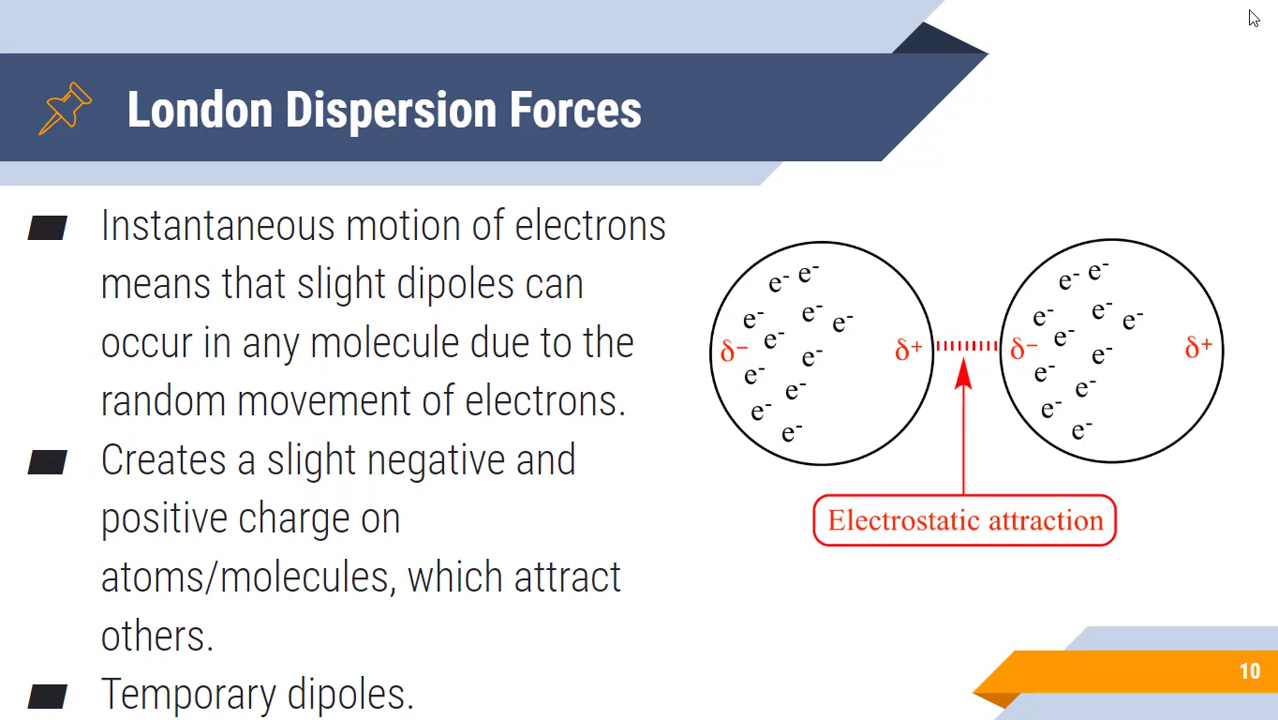 London Dispersion Forces
Instantaneous motion of electrons
means that slight dipoles can
occur in any molecule due to the
random movement of electrons.
Creates a slight negative and
positive charge on
atoms/molecules, which attract
others.
Temporary dipoles.
e⁻ e⁻
e⁻ e⁻ e⁻
e⁻
δ⁻ e⁻ δ⁺
e⁻ e⁻
e⁻
e⁻
e⁻ e⁻
e⁻ e⁻ e⁻
e⁻
δ⁻ e⁻ δ⁺
e⁻ e⁻
e⁻
e⁻
Electrostatic attraction
10